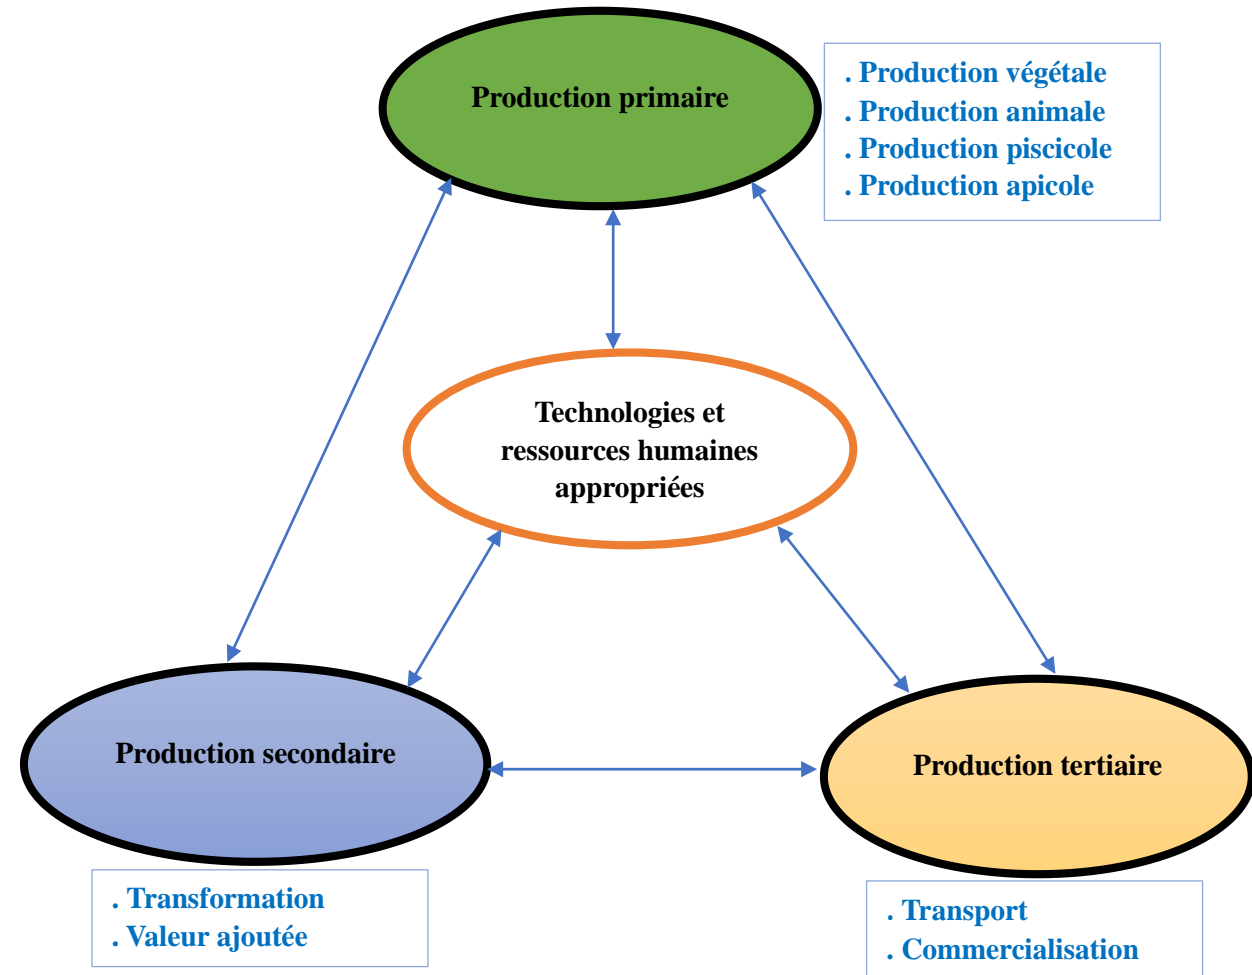 Production primaire
. Production végétale
. Production animale
. Production piscicole
. Production apicole
Technologies et
ressources humaines
appropriées
Production secondaire
Production tertiaire
. Transformation
. Valeur ajoutée
. Transport
. Commercialisation